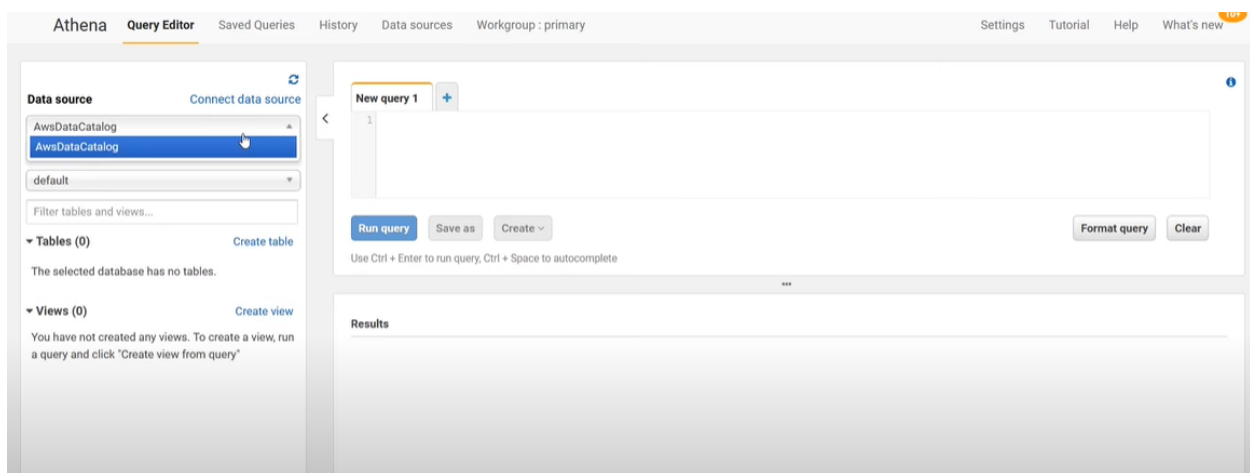 Athena Query Editor Saved Queries History Data sources Workgroup : primary Settings Tutorial Help What's new 10+
Data source Connect data source
AwsDataCatalog
AwsDataCatalog
default
Filter tables and views...
Tables (0) Create table
The selected database has no tables.
Views (0) Create view
You have not created any views. To create a view, run
a query and click "Create view from query"
New query 1 +
1
Run query Save as Create Format query Clear
Use Ctrl + Enter to run query, Ctrl + Space to autocomplete
Results